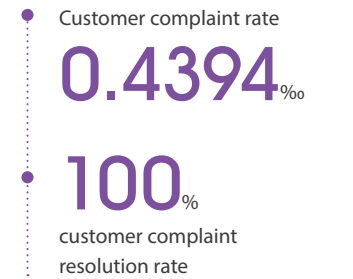 Customer complaint rate
0.4394‰
100%
customer complaint
resolution rate